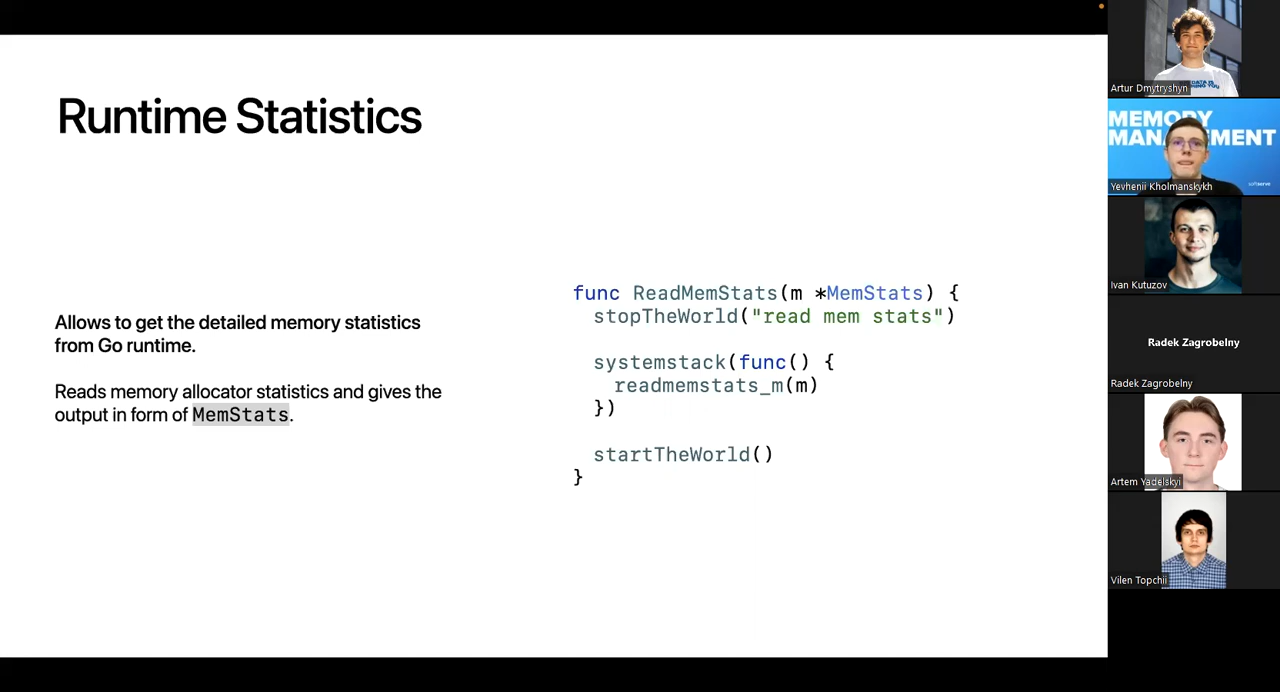 Runtime Statistics
Allows to get the detailed memory statistics
from Go runtime.
Reads memory allocator statistics and gives the
output in form of MemStats.
func ReadMemStats(m *MemStats) {
  stopTheWorld("read mem stats")
  systemstack(func() {
    readmemstats_m(m)
  })
  startTheWorld()
}
Artur Dmytryshyn
MEMORY
MANAGEMENT
softserve
Yevhenii Kholmanskykh
Ivan Kutuzov
Radek Zagrobelny
Radek Zagrobelny
Artem Yadelskyi
Vilen Topchii